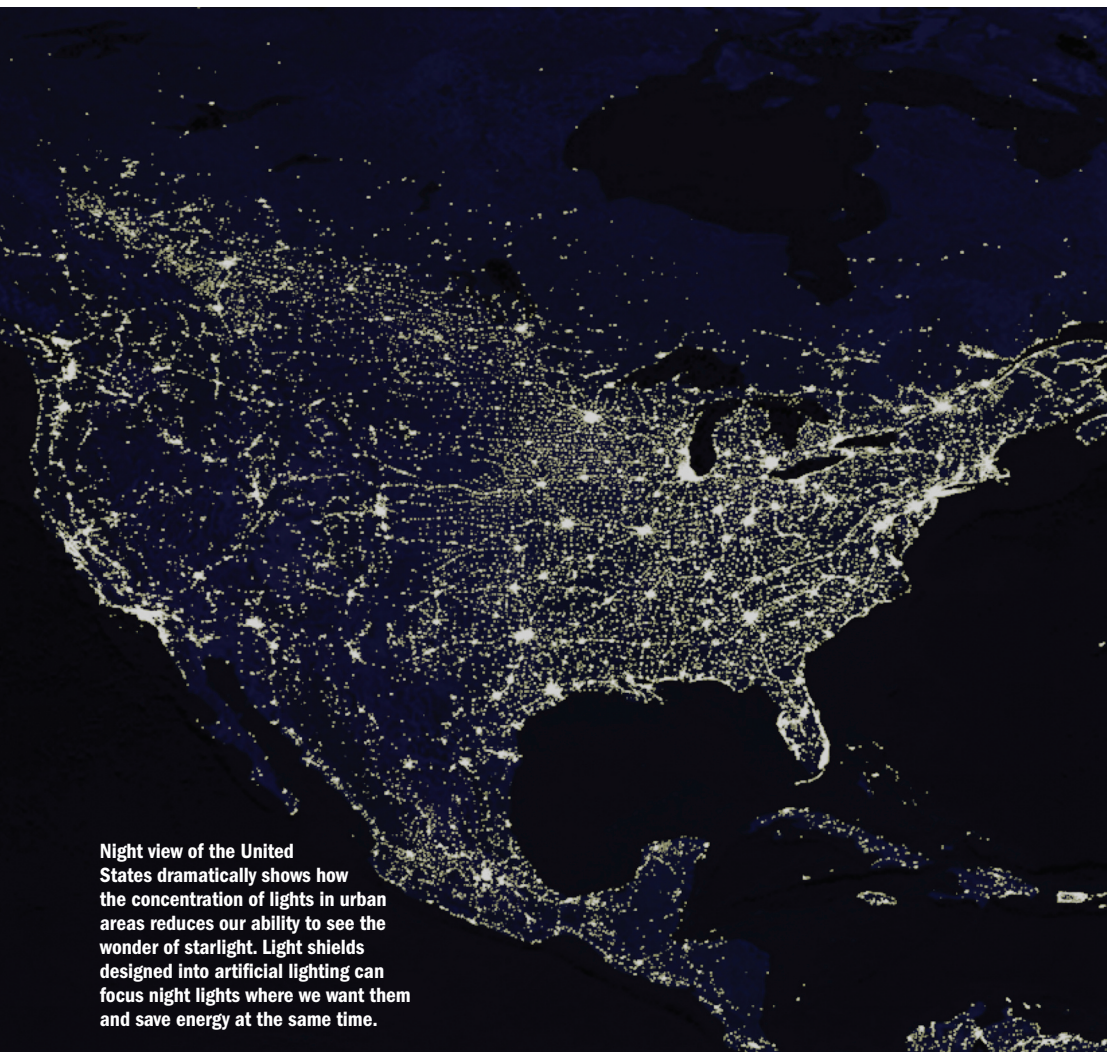 Night view of the United
States dramatically shows how
the concentration of lights in urban
areas reduces our ability to see the
wonder of starlight. Light shields
designed into artificial lighting can
focus night lights where we want them
and save energy at the same time.